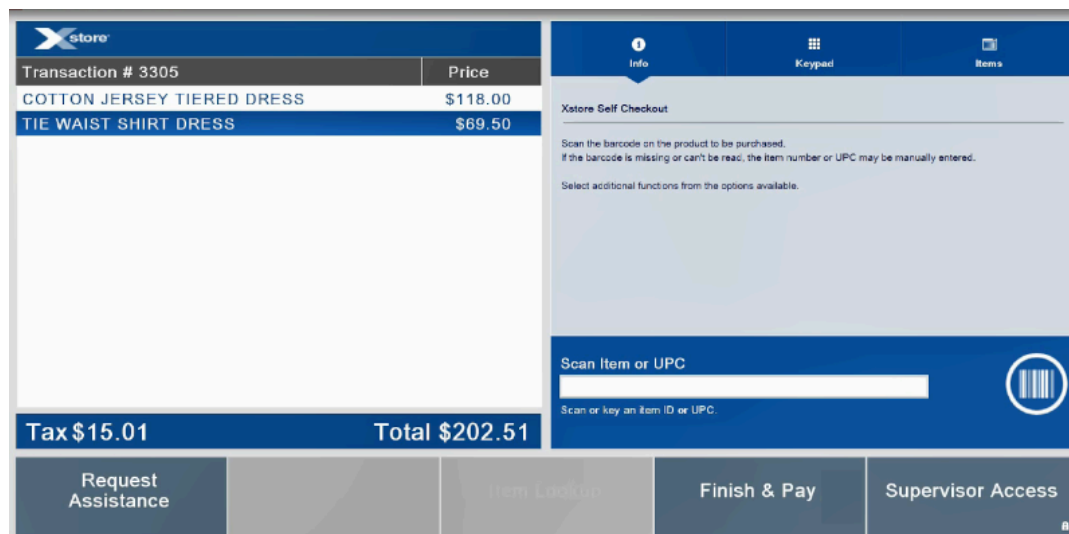 Xstore
Transaction # 3305 Price
COTTON JERSEY TIERED DRESS $118.00
TIE WAIST SHIRT DRESS $69.50
Tax $15.01 Total $202.51
Info Keypad Items
Xstore Self Checkout
Scan the barcode on the product to be purchased.
If the barcode is missing or can't be read, the item number or UPC may be manually entered.
Select additional functions from the options available.
Scan Item or UPC
Scan or key an item ID or UPC.
Request
Assistance
Item Lookup
Finish & Pay
Supervisor Access